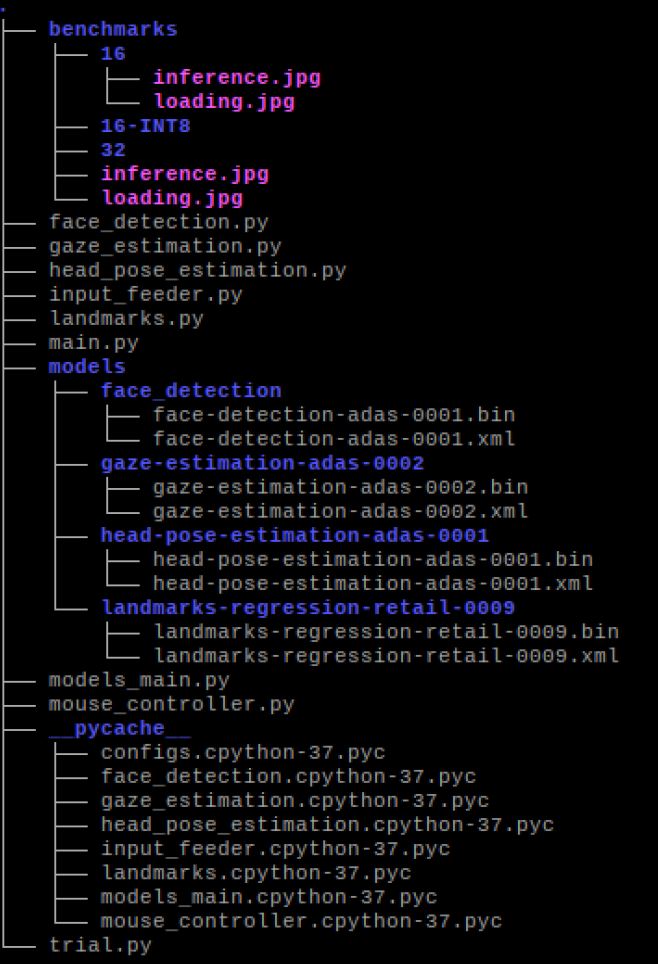 .
├── benchmarks
│   ├── 16
│   │   ├── inference.jpg
│   │   └── loading.jpg
│   ├── 16-INT8
│   ├── 32
│   ├── inference.jpg
│   └── loading.jpg
├── face_detection.py
├── gaze_estimation.py
├── head_pose_estimation.py
├── input_feeder.py
├── landmarks.py
├── main.py
├── models
│   ├── face_detection
│   │   ├── face-detection-adas-0001.bin
│   │   └── face-detection-adas-0001.xml
│   ├── gaze-estimation-adas-0002
│   │   ├── gaze-estimation-adas-0002.bin
│   │   └── gaze-estimation-adas-0002.xml
│   ├── head-pose-estimation-adas-0001
│   │   ├── head-pose-estimation-adas-0001.bin
│   │   └── head-pose-estimation-adas-0001.xml
│   └── landmarks-regression-retail-0009
│       ├── landmarks-regression-retail-0009.bin
│       └── landmarks-regression-retail-0009.xml
├── models_main.py
├── mouse_controller.py
├── __pycache__
│   ├── configs.cpython-37.pyc
│   ├── face_detection.cpython-37.pyc
│   ├── gaze_estimation.cpython-37.pyc
│   ├── head_pose_estimation.cpython-37.pyc
│   ├── input_feeder.cpython-37.pyc
│   ├── landmarks.cpython-37.pyc
│   ├── models_main.cpython-37.pyc
│   └── mouse_controller.cpython-37.pyc
└── trial.py